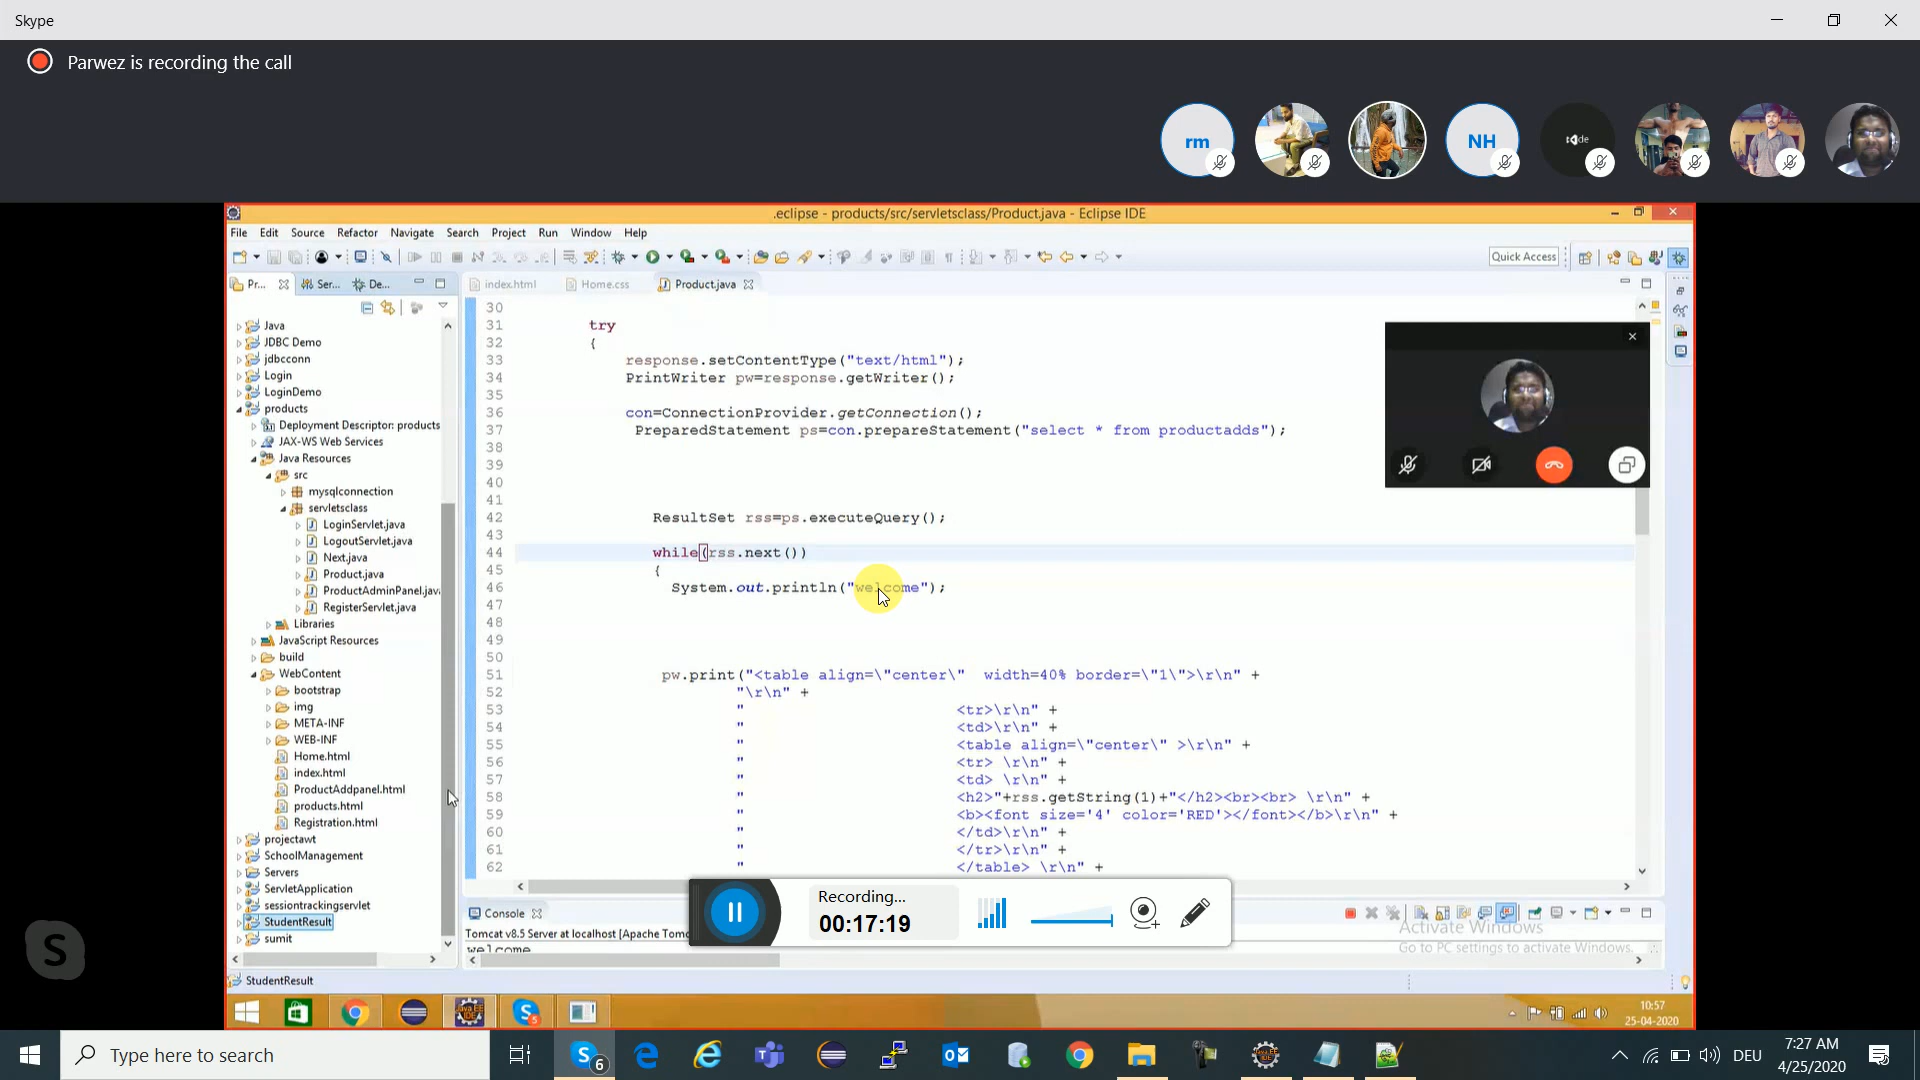 Skype
Parwez is recording the call
rm
NH
.eclipse - products/src/servletsclass/Product.java - Eclipse IDE
File Edit Source Refactor Navigate Search Project Run Window Help
Quick Access
Pr... Ser... De...
index.html Home.css Product.java
Java
JDBC Demo
jdbcconn
Login
LoginDemo
products
Deployment Descriptor: products
JAX-WS Web Services
Java Resources
src
mysqlconnection
servletsclass
LoginServlet.java
LogoutServlet.java
Next.java
Product.java
ProductAdminPanel.jav
RegisterServlet.java
Libraries
JavaScript Resources
build
WebContent
bootstrap
img
META-INF
WEB-INF
Home.html
index.html
ProductAddpanel.html
products.html
Registration.html
projectawt
SchoolManagement
Servers
ServletApplication
sessiontrackingservlet
StudentResult
sumit
30
31 try
32 {
33 response.setContentType("text/html");
34 PrintWriter pw=response.getWriter();
35
36 con=ConnectionProvider.getConnection();
37 PreparedStatement ps=con.prepareStatement("select * from productadds");
38
39
40
41
42 ResultSet rss=ps.executeQuery();
43
44 while(rss.next())
45 {
46 System.out.println("welcome");
47
48
49
50
51 pw.print("<table align=\"center\" width=40% border=\"1\">\r\n" +
52 "\r\n" +
53 " <tr>\r\n" +
54 " <td>\r\n" +
55 " <table align=\"center\" >\r\n" +
56 " <tr> \r\n" +
57 " <td> \r\n" +
58 " <h2>"+rss.getString(1)+"</h2><br><br> \r\n" +
59 " <b><font size='4' color='RED'></font></b>\r\n" +
60 " </td>\r\n" +
61 " </tr>\r\n" +
62 " </table> \r\n" +
Recording...
00:17:19
Console
Tomcat v8.5 Server at localhost [Apache Tomc
welcome
Activate Windows
Go to PC settings to activate Windows.
StudentResult
10:57
25-04-2020
Type here to search
6
DEU
7:27 AM
4/25/2020